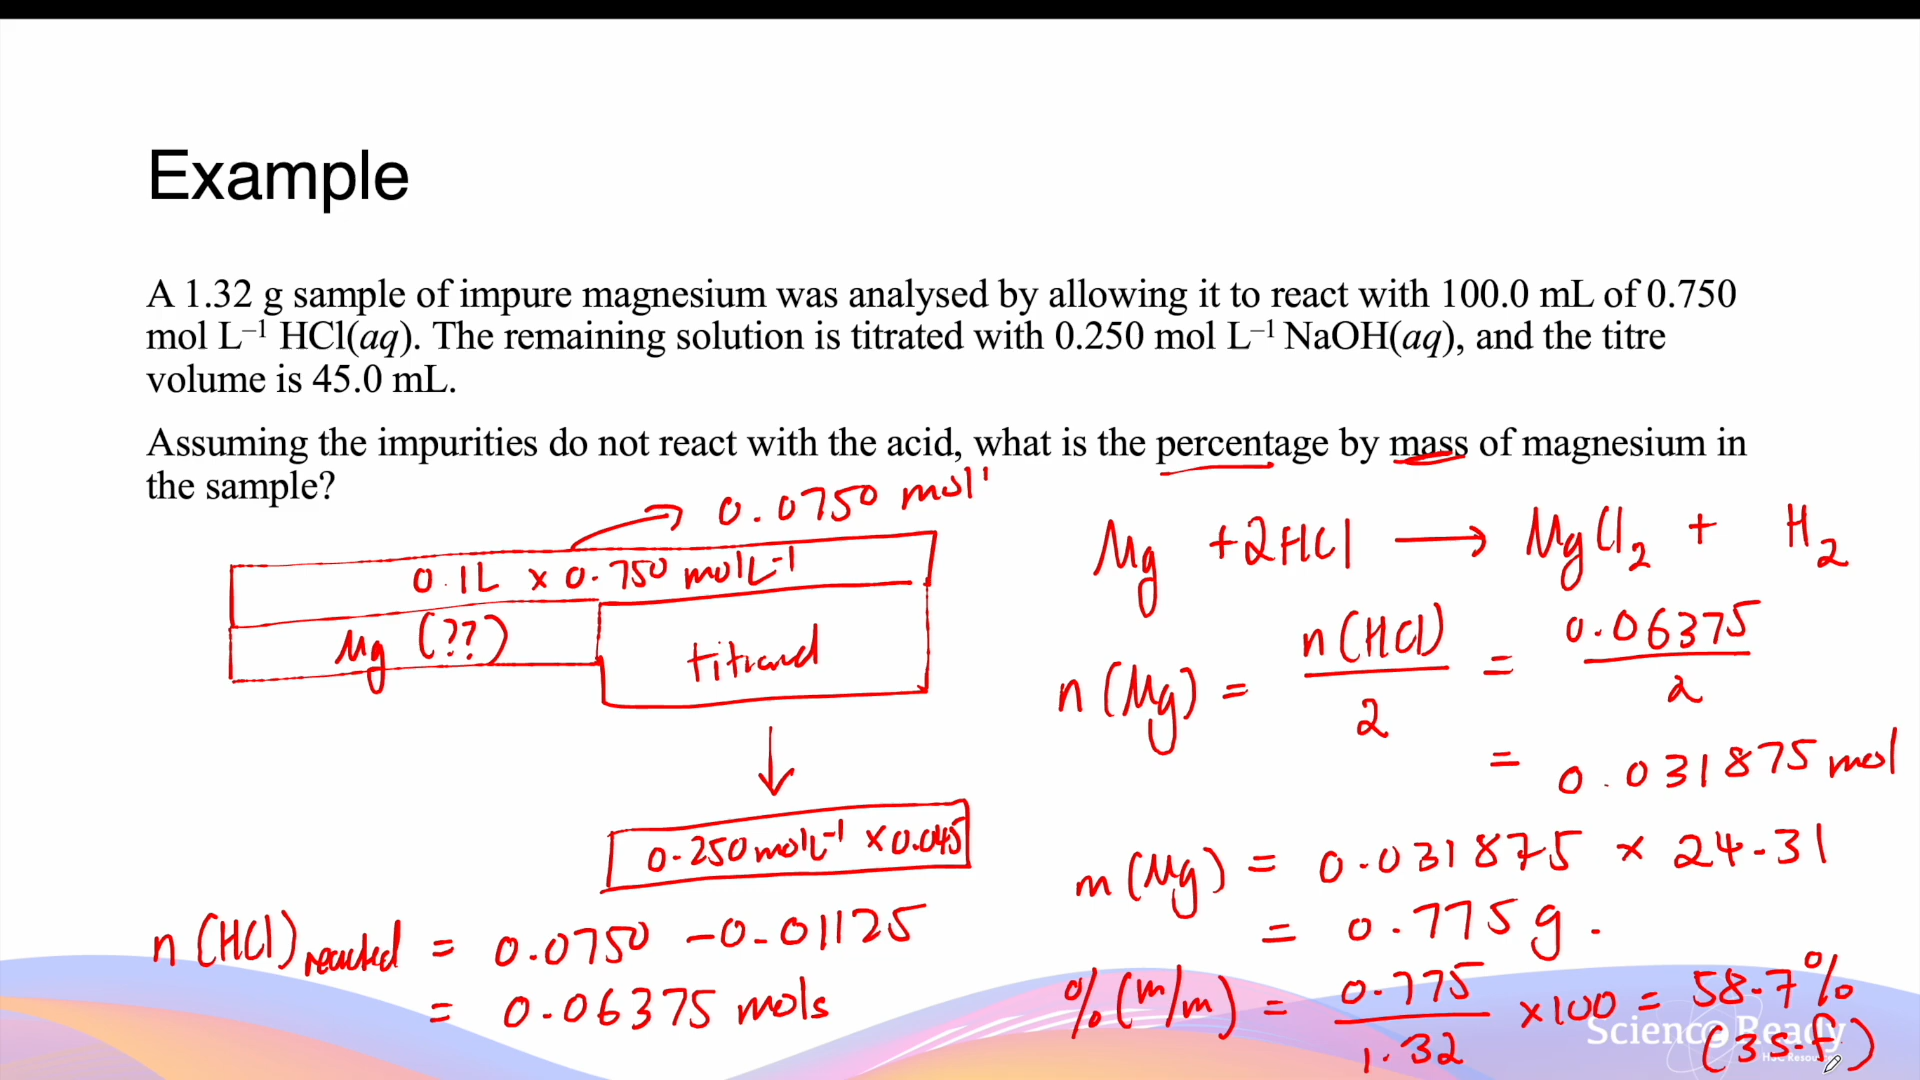 Example
A 1.32 g sample of impure magnesium was analysed by allowing it to react with 100.0 mL of 0.750
mol L⁻¹ HCl(aq). The remaining solution is titrated with 0.250 mol L⁻¹ NaOH(aq), and the titre
volume is 45.0 mL.
Assuming the impurities do not react with the acid, what is the percentage by mass of magnesium in
the sample?
0.0750 mol
0.1L × 0.750 molL⁻¹
Mg (??)
titrand
0.250 molL⁻¹ × 0.045
n(HCl) reacted = 0.0750 - 0.01125
= 0.06375 mols
Mg + 2HCl → MgCl₂ + H₂
n(Mg) = n(HCl)/2 = 0.06375/2
= 0.031875 mol
m(Mg) = 0.031875 × 24.31
= 0.775 g.
%(m/m) = 0.775/1.32 × 100 = 58.7%
(3 s.f)
Science Ready